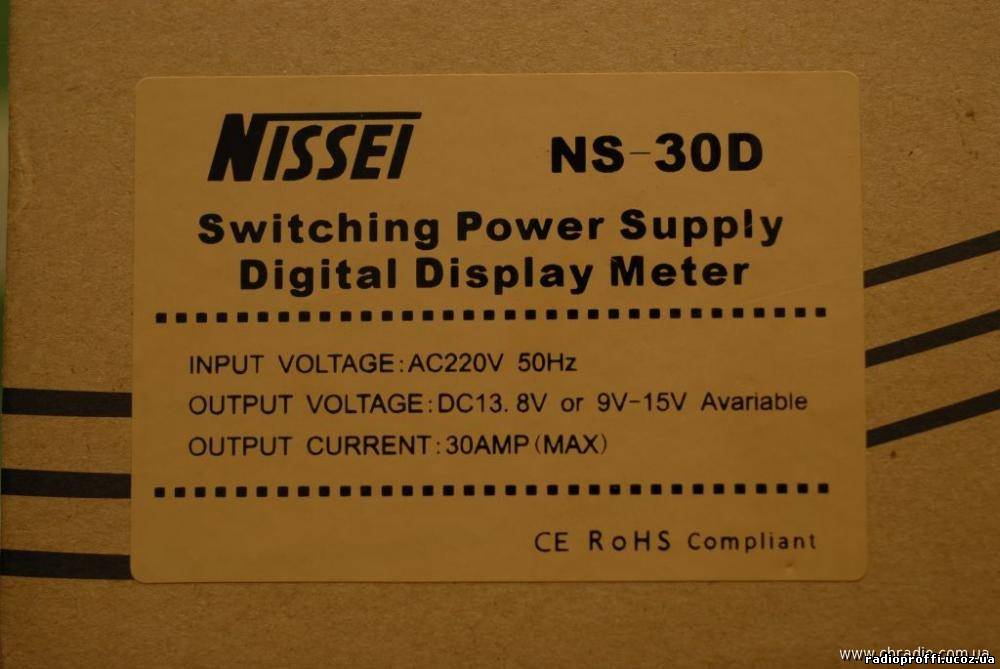 NISSEI
NS-30D
Switching Power Supply
Digital Display Meter
INPUT VOLTAGE:AC220V 50Hz
OUTPUT VOLTAGE:DC13.8V or 9V-15V Avariable
OUTPUT CURRENT:30AMP(MAX)
CE RoHS Compliant
www.cbradio.com.ua
radioproffi.ucoz.ua